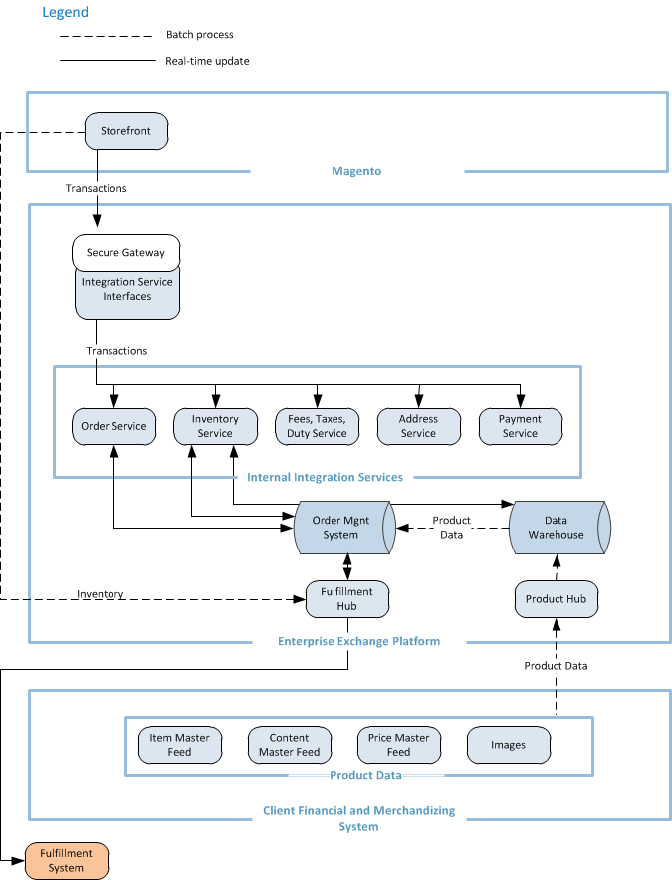 Legend
Batch process
Real-time update
Storefront
Magento
Transactions
Secure Gateway
Integration Service
Interfaces
Transactions
Order Service
Inventory
Service
Fees, Taxes,
Duty Service
Address
Service
Payment
Service
Internal Integration Services
Order Mgnt
System
Product
Data
Data
Warehouse
Inventory
Fulfillment
Hub
Product Hub
Enterprise Exchange Platform
Product Data
Item Master
Feed
Content
Master Feed
Price Master
Feed
Images
Product Data
Client Financial and Merchandizing
System
Fulfillment
System